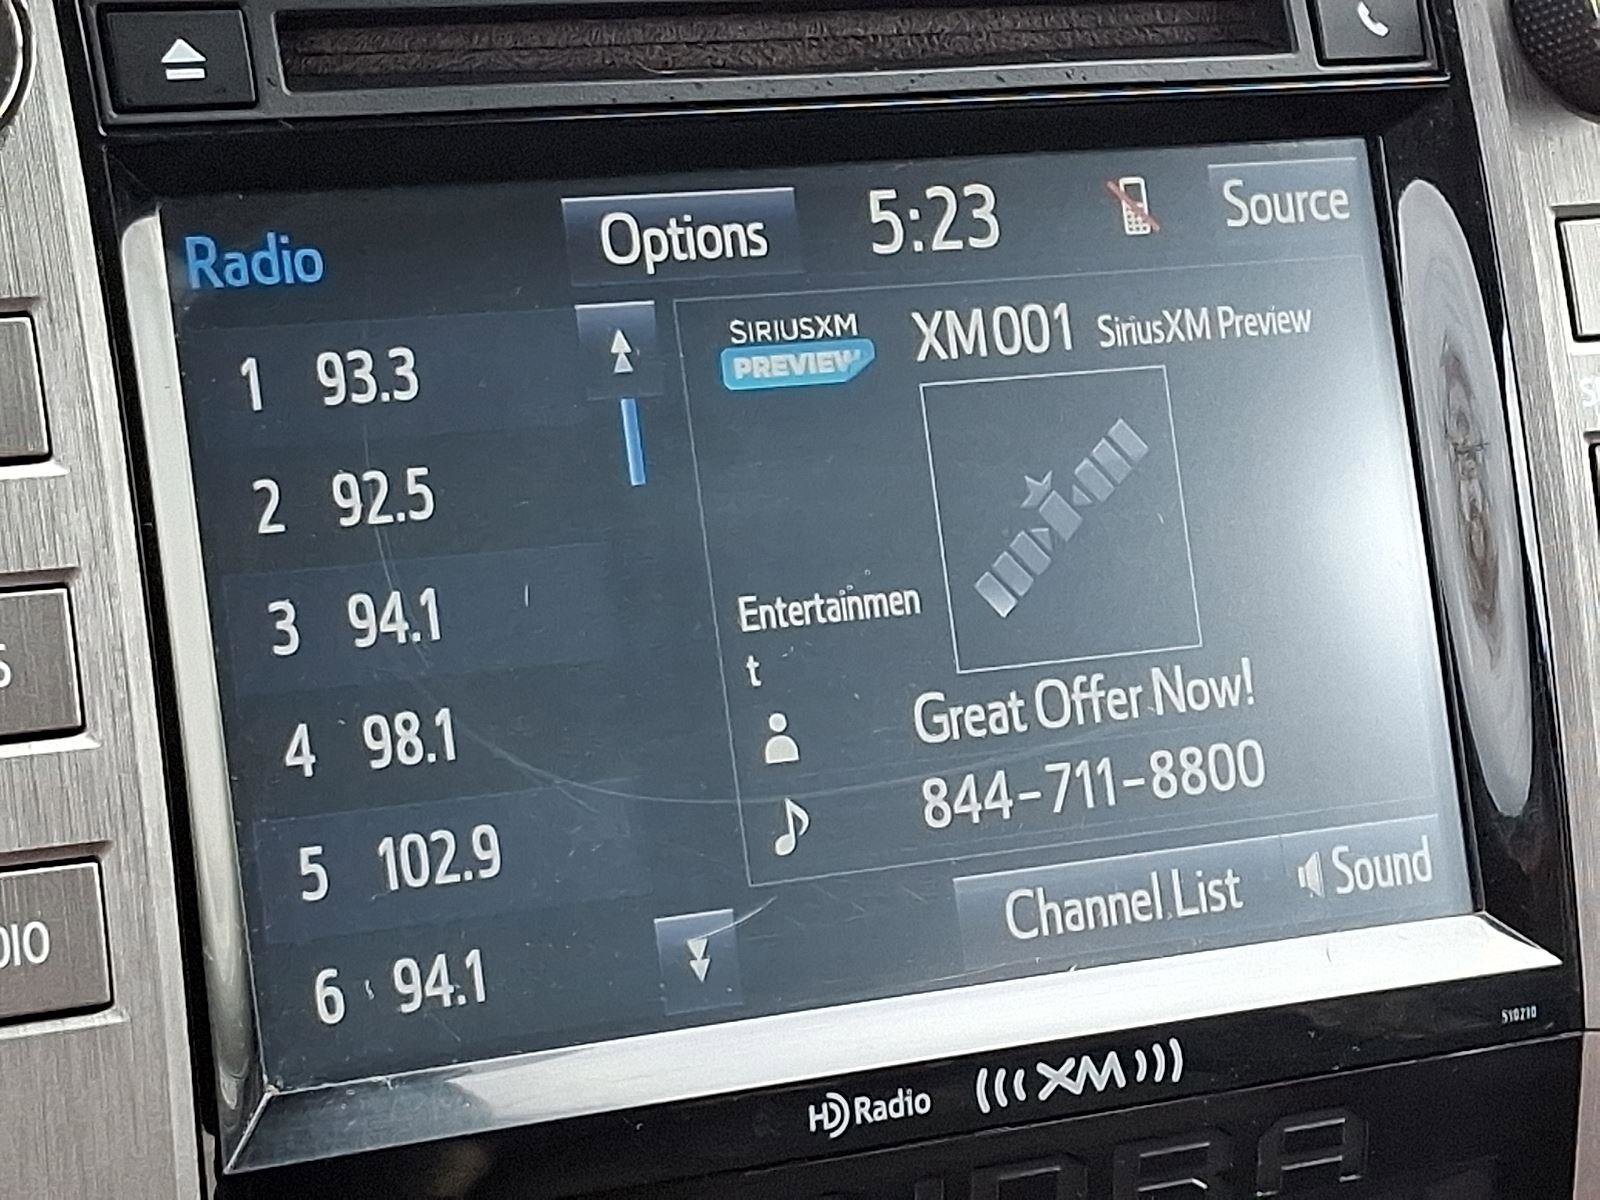 Radio
Options
5:23
Source
1 93.3
2 92.5
3 94.1
4 98.1
5 102.9
6 94.1
SIRIUSXM
PREVIEW
XM001 SiriusXM Preview
Entertainmen
t
Great Offer Now!
844-711-8800
Channel List
Sound
510210
HD Radio
XM